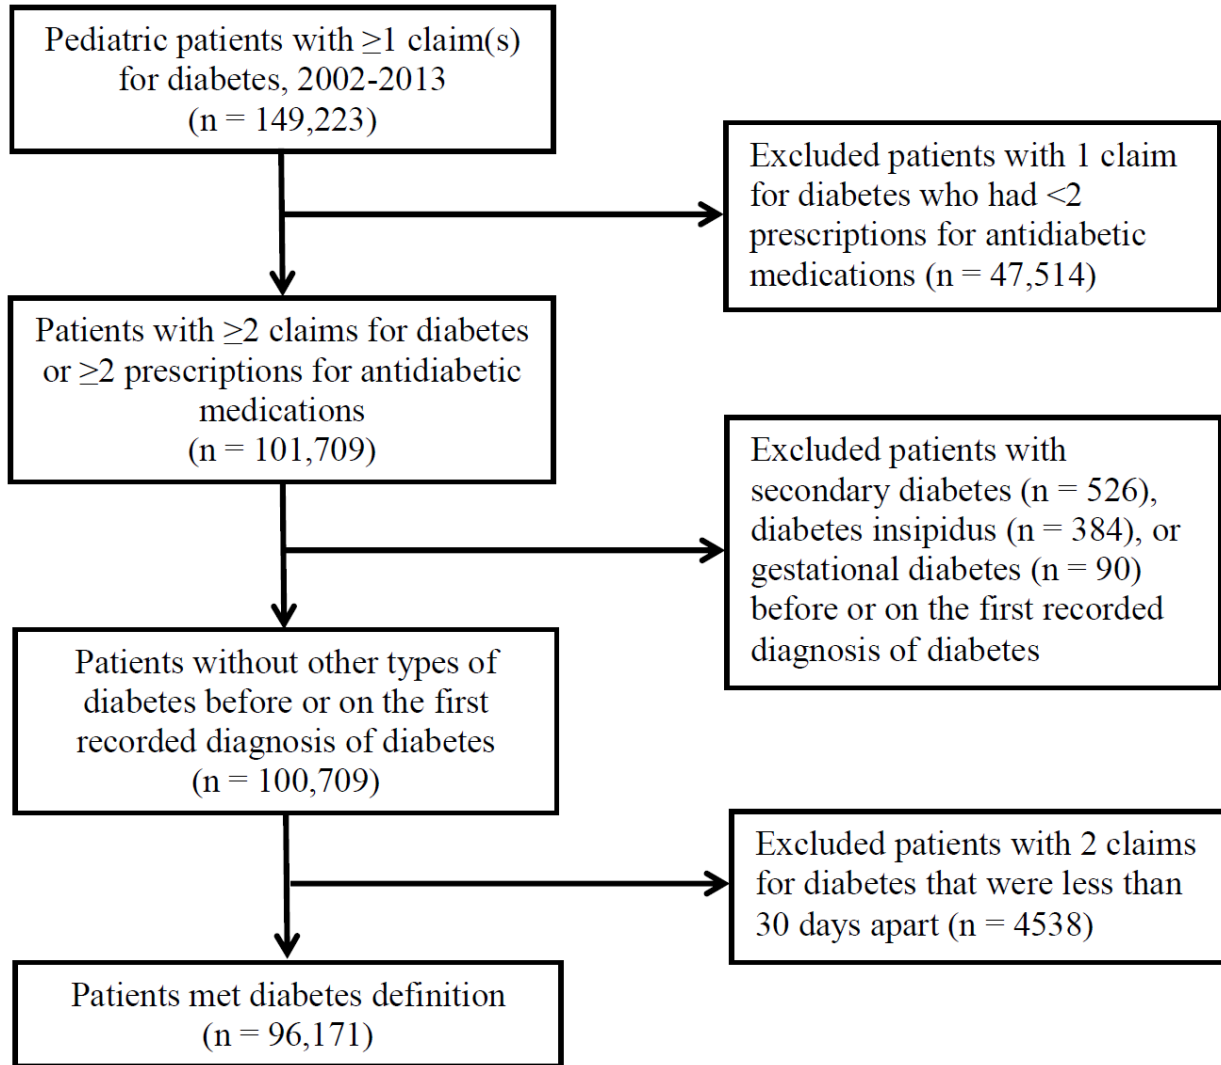 Pediatric patients with ≥1 claim(s)
for diabetes, 2002-2013
(n = 149,223)
Excluded patients with 1 claim
for diabetes who had <2
prescriptions for antidiabetic
medications (n = 47,514)
Patients with ≥2 claims for diabetes
or ≥2 prescriptions for antidiabetic
medications
(n = 101,709)
Excluded patients with
secondary diabetes (n = 526),
diabetes insipidus (n = 384), or
gestational diabetes (n = 90)
before or on the first recorded
diagnosis of diabetes
Patients without other types of
diabetes before or on the first
recorded diagnosis of diabetes
(n = 100,709)
Excluded patients with 2 claims
for diabetes that were less than
30 days apart (n = 4538)
Patients met diabetes definition
(n = 96,171)